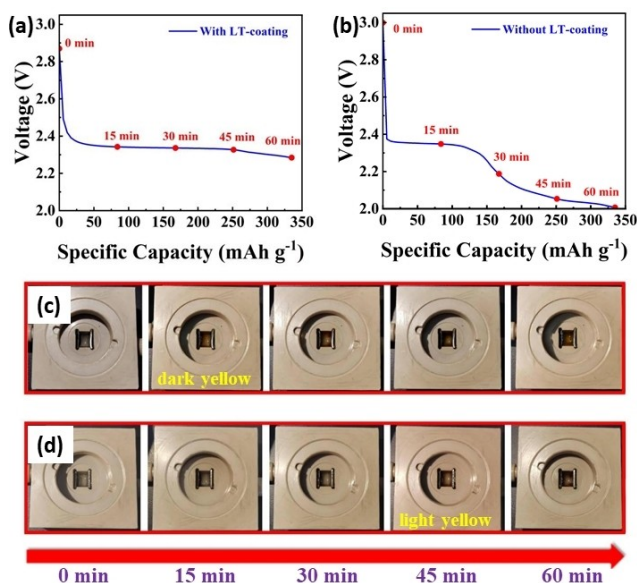 (a)
With LT-coating
0 min
15 min
30 min
45 min
60 min
Voltage (V)
3.0
2.8
2.6
2.4
2.2
2.0
0 50 100 150 200 250 300 350
Specific Capacity (mAh g⁻¹)
(b)
Without LT-coating
0 min
15 min
30 min
45 min
60 min
Voltage (V)
3.0
2.8
2.6
2.4
2.2
2.0
0 50 100 150 200 250 300 350
Specific Capacity (mAh g⁻¹)
(c)
dark yellow
(d)
light yellow
0 min 15 min 30 min 45 min 60 min